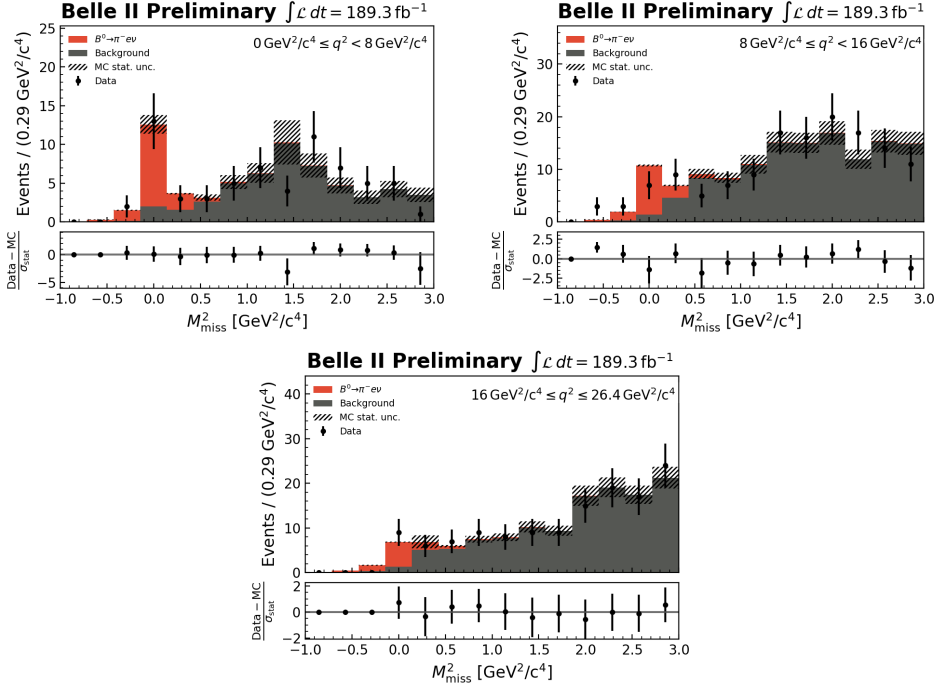 Belle II Preliminary ∫ℒ dt = 189.3 fb⁻¹
Events / (0.29 GeV²/c⁴)
25
20
15
10
5
0
B⁰→π⁻eν
Background
MC stat. unc.
Data
0 GeV²/c⁴ ≤ q² < 8 GeV²/c⁴
Data − MC
σstat
0
−5
−1.0 −0.5 0.0 0.5 1.0 1.5 2.0 2.5 3.0
M²miss [GeV²/c⁴]
Belle II Preliminary ∫ℒ dt = 189.3 fb⁻¹
Events / (0.29 GeV²/c⁴)
30
20
10
0
B⁰→π⁻eν
Background
MC stat. unc.
Data
8 GeV²/c⁴ ≤ q² < 16 GeV²/c⁴
Data − MC
σstat
2.5
0.0
−2.5
−1.0 −0.5 0.0 0.5 1.0 1.5 2.0 2.5 3.0
M²miss [GeV²/c⁴]
Belle II Preliminary ∫ℒ dt = 189.3 fb⁻¹
Events / (0.29 GeV²/c⁴)
40
30
20
10
0
B⁰→π⁻eν
Background
MC stat. unc.
Data
16 GeV²/c⁴ ≤ q² ≤ 26.4 GeV²/c⁴
Data − MC
σstat
2
0
−2
−1.0 −0.5 0.0 0.5 1.0 1.5 2.0 2.5 3.0
M²miss [GeV²/c⁴]